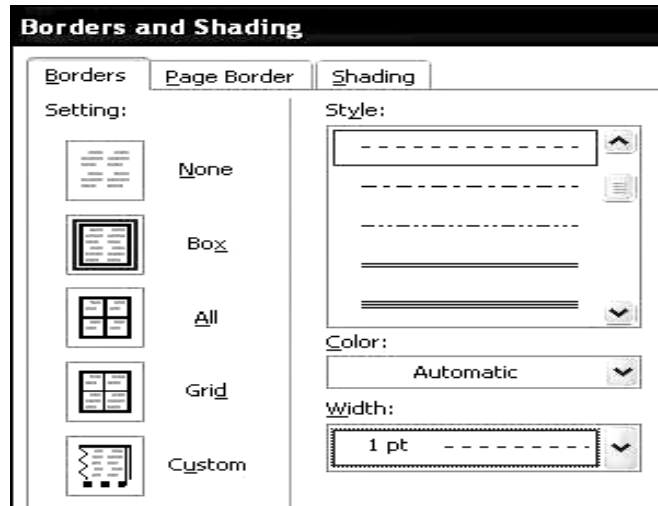 Borders and Shading
Borders Page Border Shading
Setting:
None
Box
All
Grid
Custom
Style:
Color:
Automatic
Width:
1 pt